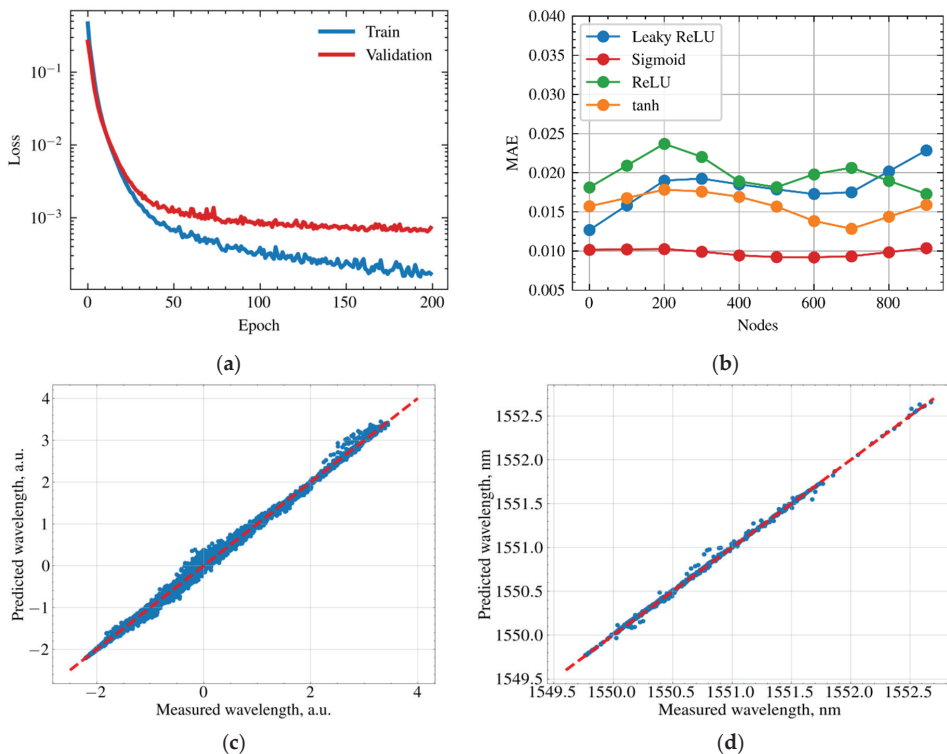 Train
Validation
Loss
10⁻¹
10⁻²
10⁻³
0 50 100 150 200
Epoch
(a)
Leaky ReLU
Sigmoid
ReLU
tanh
MAE
0.040
0.035
0.030
0.025
0.020
0.015
0.010
0.005
0 200 400 600 800
Nodes
(b)
Predicted wavelength, a.u.
4
3
2
1
0
−1
−2
−2 0 2 4
Measured wavelength, a.u.
(c)
Predicted wavelength, nm
1552.5
1552.0
1551.5
1551.0
1550.5
1550.0
1549.5
1549.5 1550.0 1550.5 1551.0 1551.5 1552.0 1552.5
Measured wavelength, nm
(d)